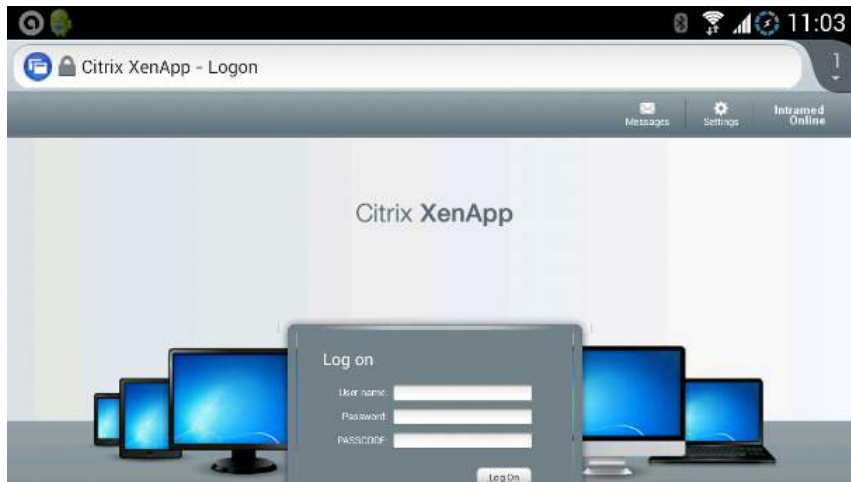 11:03
Citrix XenApp - Logon
1
Messages
Settings
Intramed
Online
Citrix XenApp
Log on
User name:
Password:
PASSCODE:
Log On